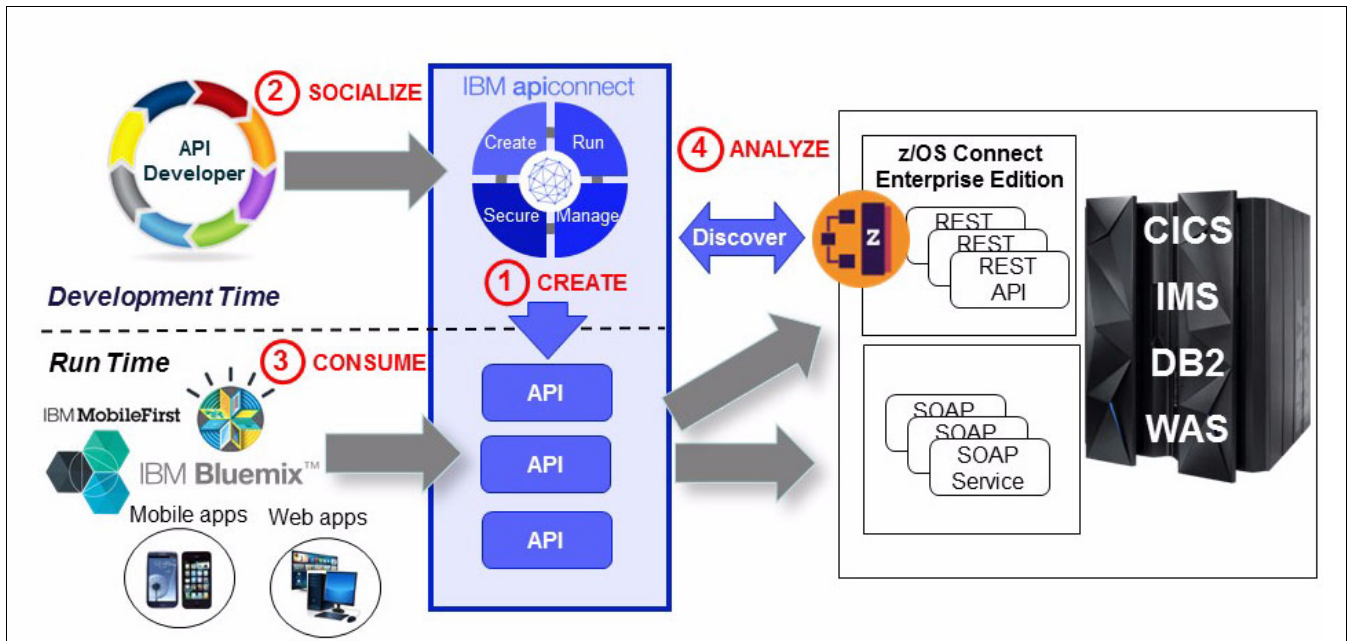 2 SOCIALIZE
API
Developer
IBM apiconnect
Create
Run
Secure
Manage
4 ANALYZE
Discover
z/OS Connect
Enterprise Edition
z
REST
REST
REST
API
CICS
IMS
DB2
WAS
1 CREATE
Development Time
Run Time
3 CONSUME
IBM MobileFirst
IBM Bluemix™
Mobile apps
Web apps
API
API
API
SOAP
SOAP
SOAP
Service